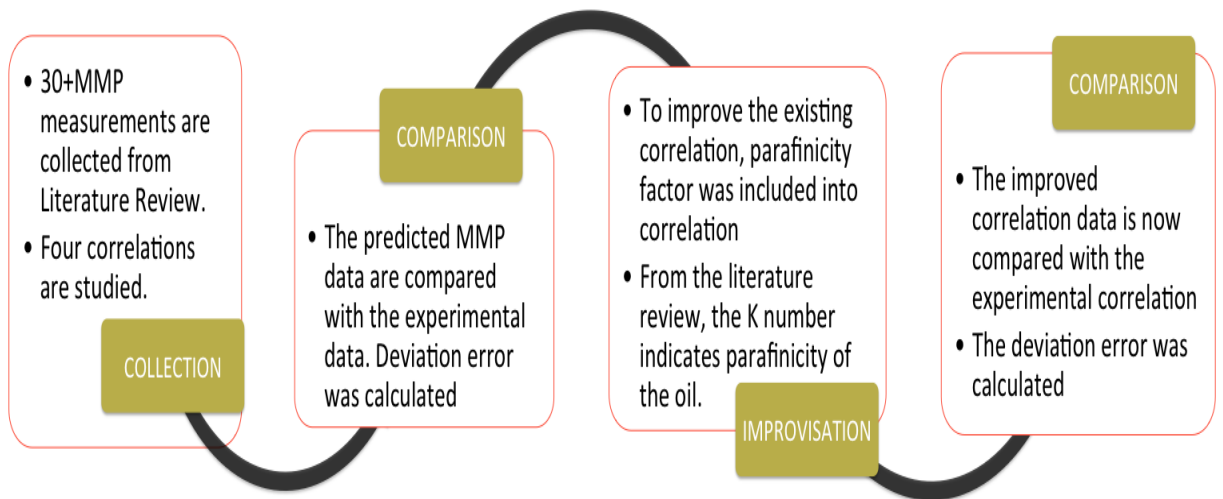 • 30+MMP
measurements are
collected from
Literature Review.
• Four correlations
are studied.
COLLECTION
COMPARISON
• The predicted MMP
data are compared
with the experimental
data. Deviation error
was calculated
• To improve the existing
correlation, parafinicity
factor was included into
correlation
• From the literature
review, the K number
indicates parafinicity of
the oil.
IMPROVISATION
COMPARISON
• The improved
correlation data is now
compared with the
experimental correlation
• The deviation error was
calculated